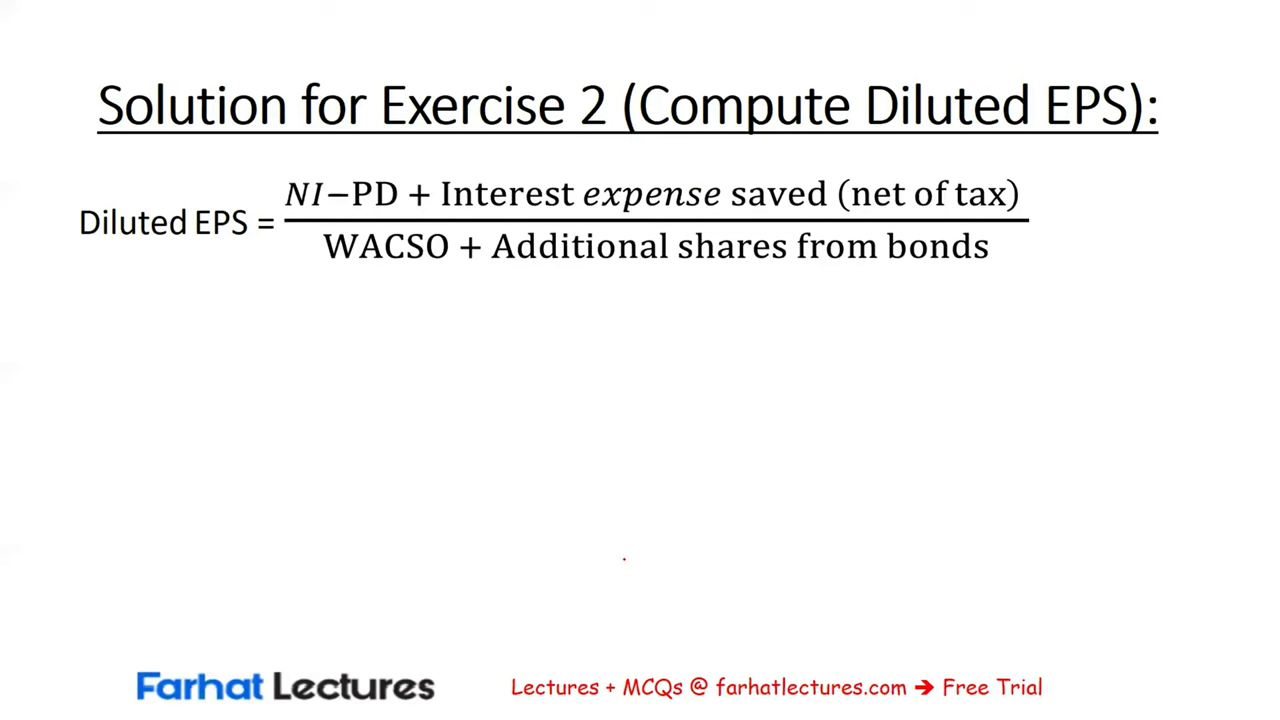 Solution for Exercise 2 (Compute Diluted EPS):
Diluted EPS = NI−PD + Interest expense saved (net of tax)
WACSO + Additional shares from bonds
Farhat Lectures
Lectures + MCQs @ farhatlectures.com → Free Trial